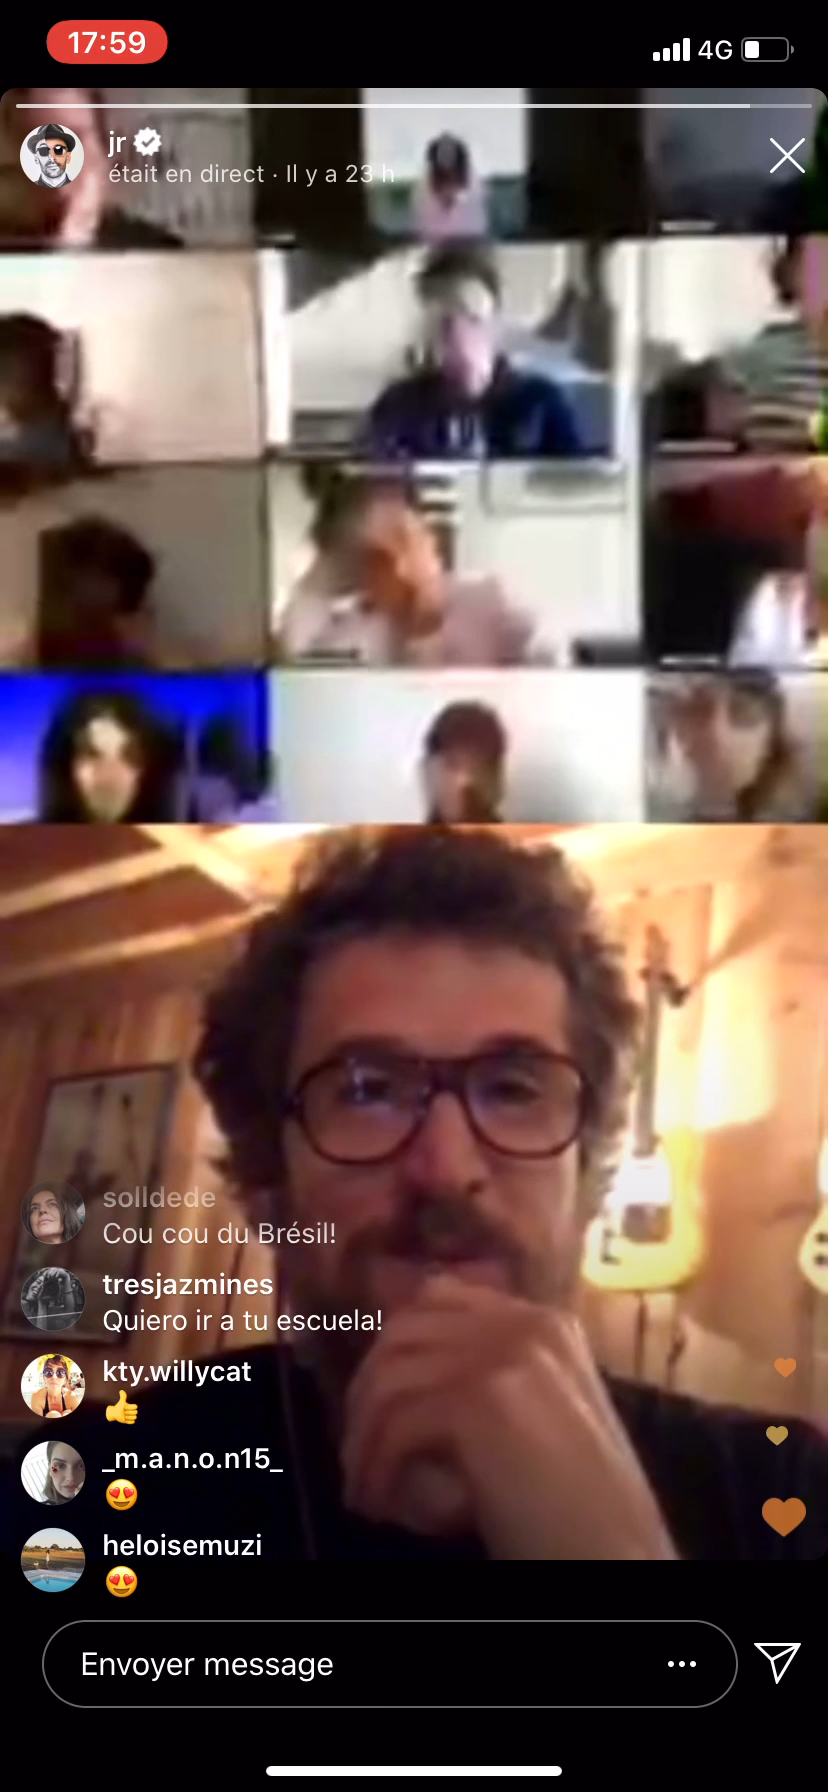 17:59
4G
jr
était en direct · Il y a 23 h
solldede
Cou cou du Brésil!
tresjazmines
Quiero ir a tu escuela!
kty.willycat
👍
_m.a.n.o.n15_
😍
heloisemuzi
😍
Envoyer message